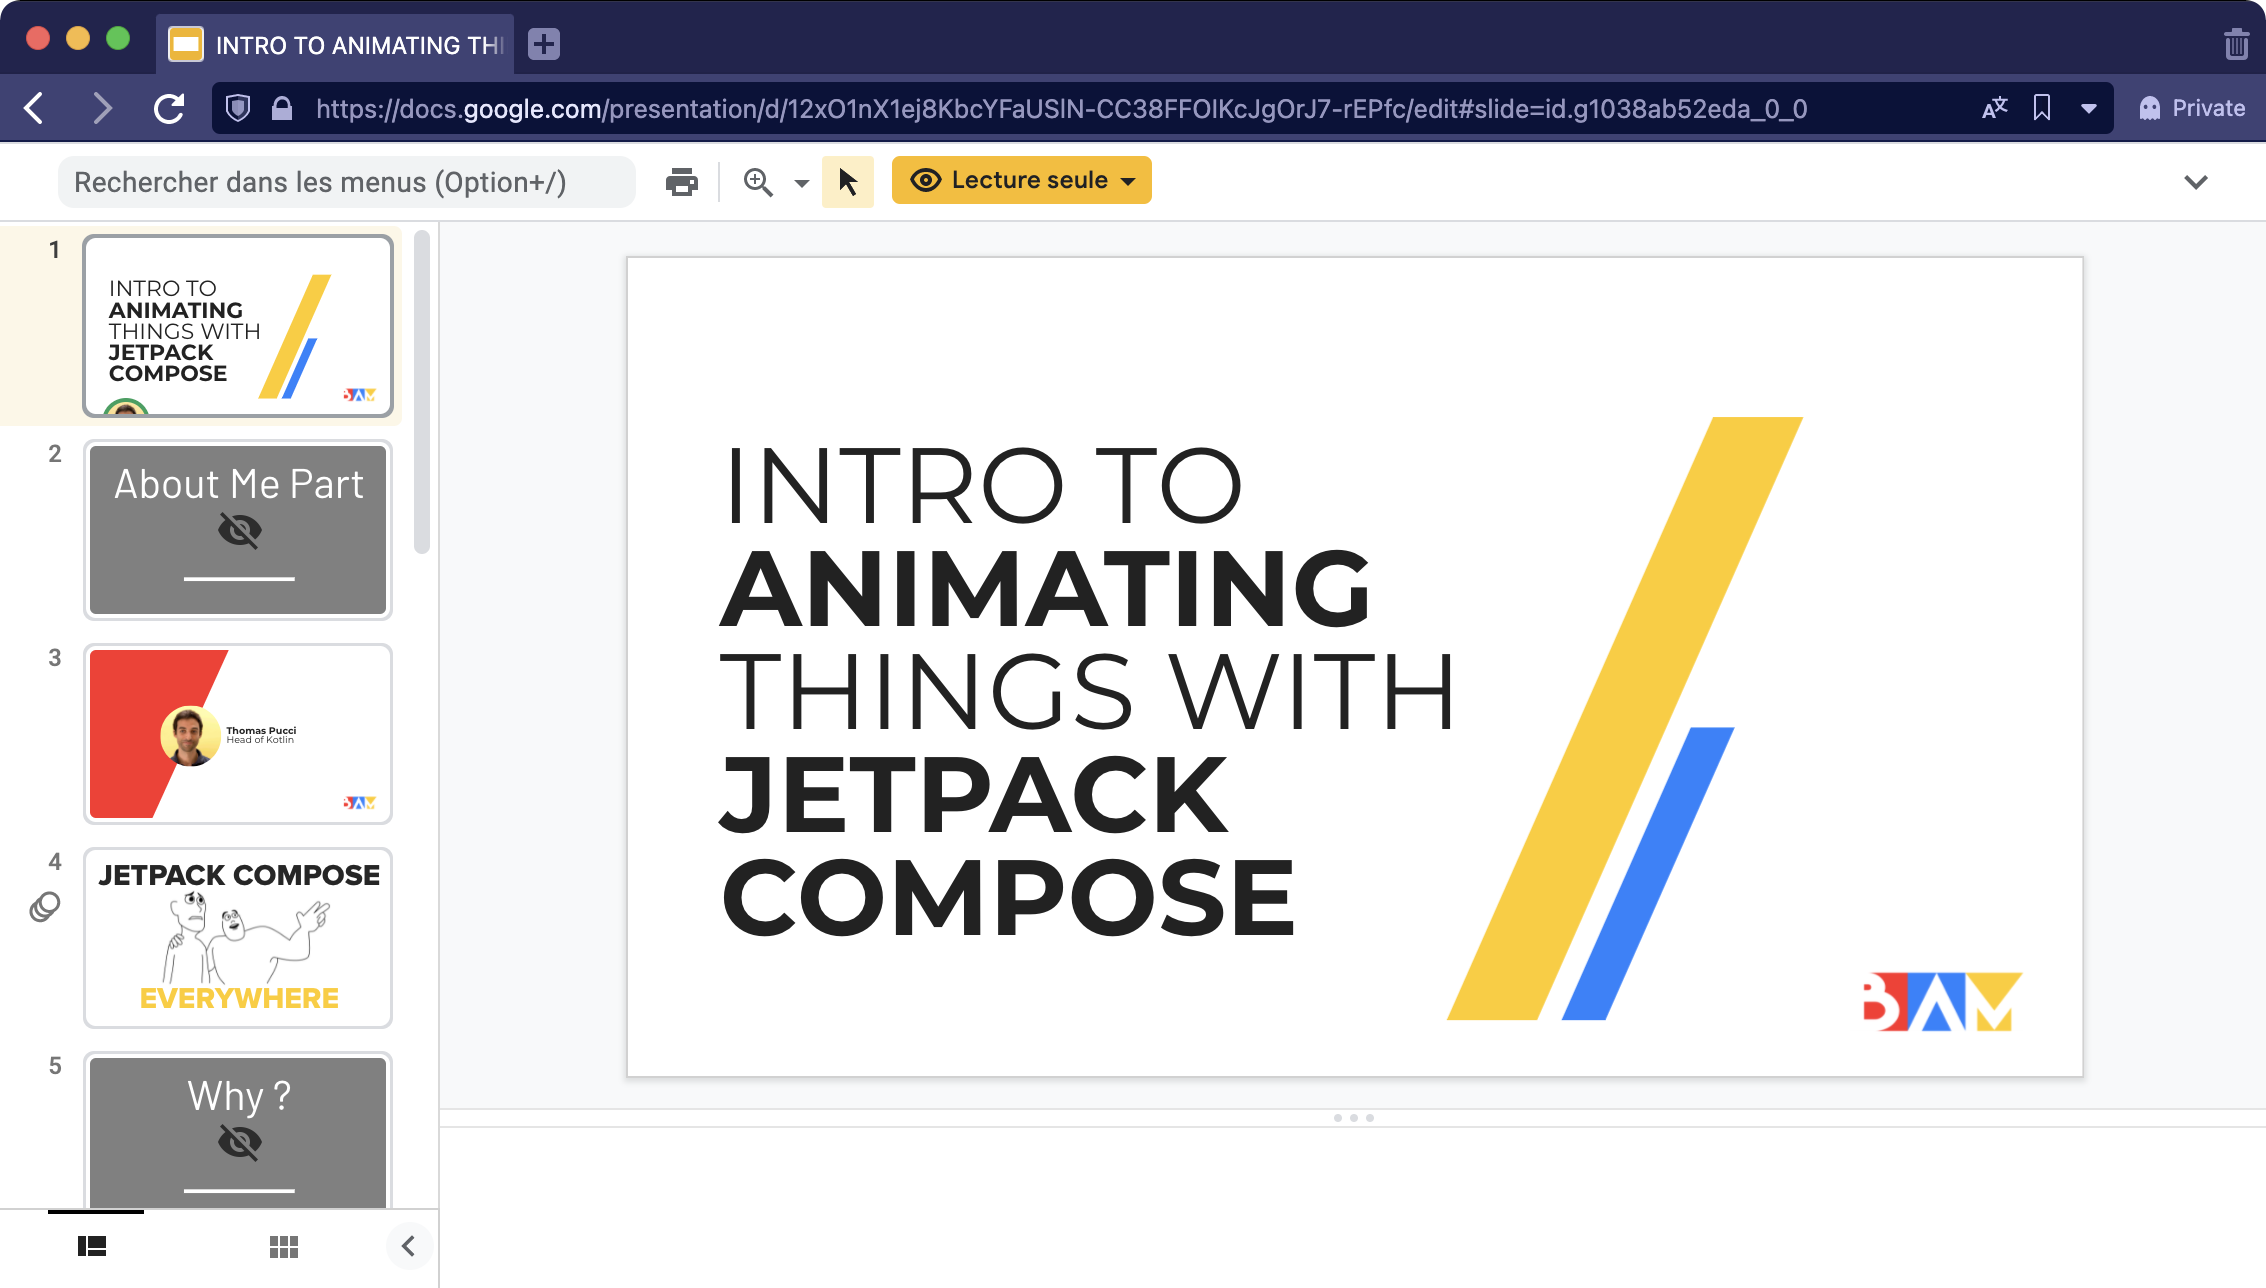 INTRO TO ANIMATING THI
https://docs.google.com/presentation/d/12xO1nX1ej8KbcYFaUSlN-CC38FFOlKcJgOrJ7-rEPfc/edit#slide=id.g1038ab52eda_0_0
Private
Rechercher dans les menus (Option+/)
Lecture seule
1
INTRO TO
ANIMATING
THINGS WITH
JETPACK
COMPOSE
BAM
2
About Me Part
3
Thomas Pucci
Head of Kotlin
BAM
4
JETPACK COMPOSE
EVERYWHERE
5
Why ?
INTRO TO
ANIMATING
THINGS WITH
JETPACK
COMPOSE
BAM